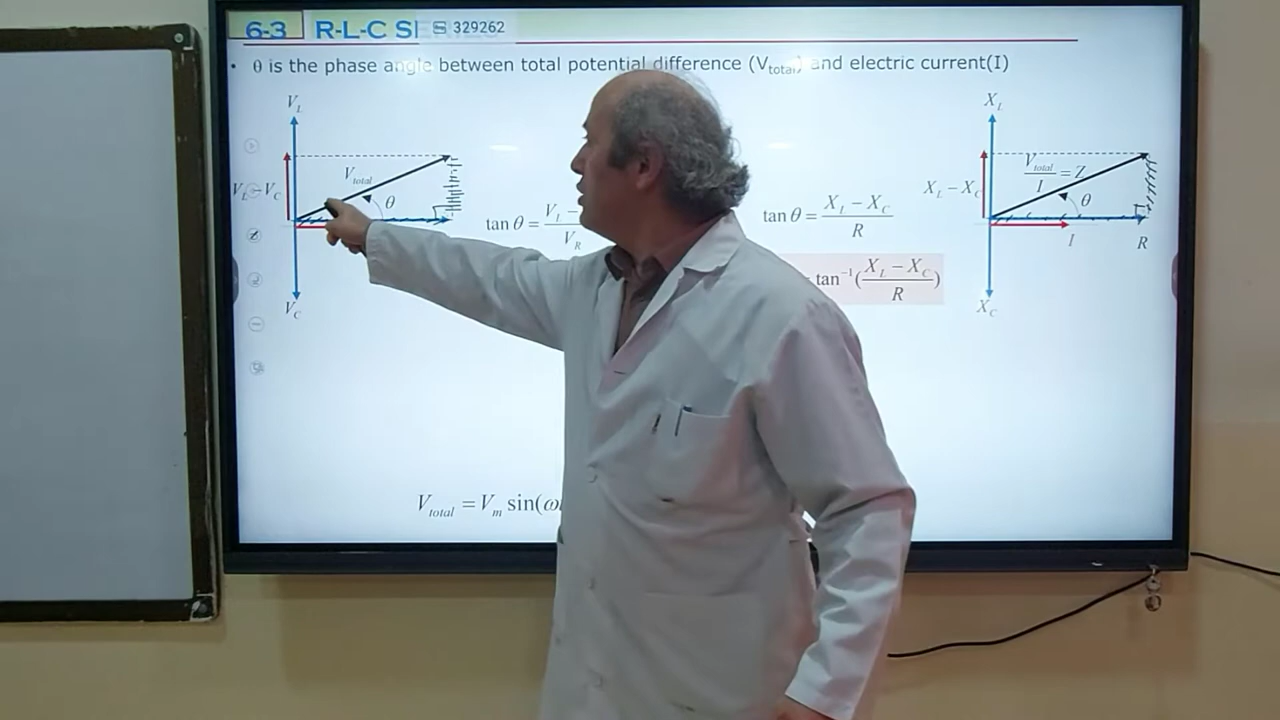 6-3 R-L-C S 329262
• θ is the phase angle between total potential difference (V_total) and electric current(I)
V_L
X_L
V_total
V_total / I = Z
V_L - V_C
θ
X_L - X_C
θ
tan θ = V_L - / V_R
tan θ = X_L - X_C / R
I
R
tan⁻¹(X_L - X_C / R)
V_C
X_C
V_total = V_m sin(ω